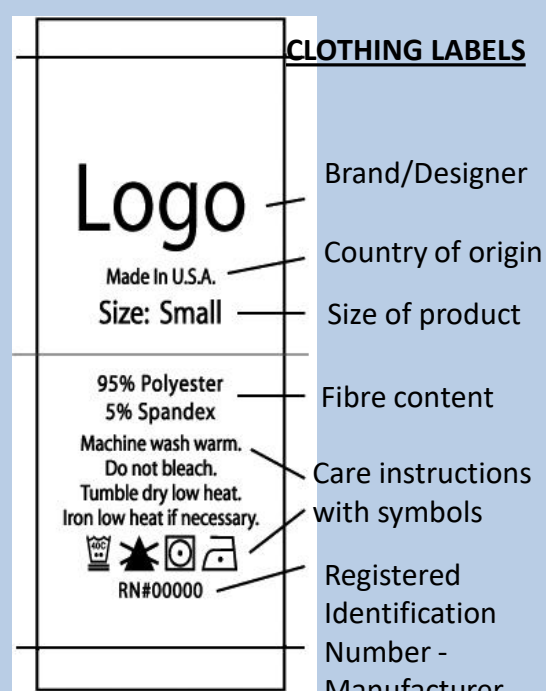 CLOTHING LABELS
Logo
Brand/Designer
Made In U.S.A.
Country of origin
Size: Small
Size of product
95% Polyester
5% Spandex
Fibre content
Machine wash warm.
Do not bleach.
Tumble dry low heat.
Iron low heat if necessary.
Care instructions
with symbols
40C
RN#00000
Registered
Identification
Number -
Manufacturer